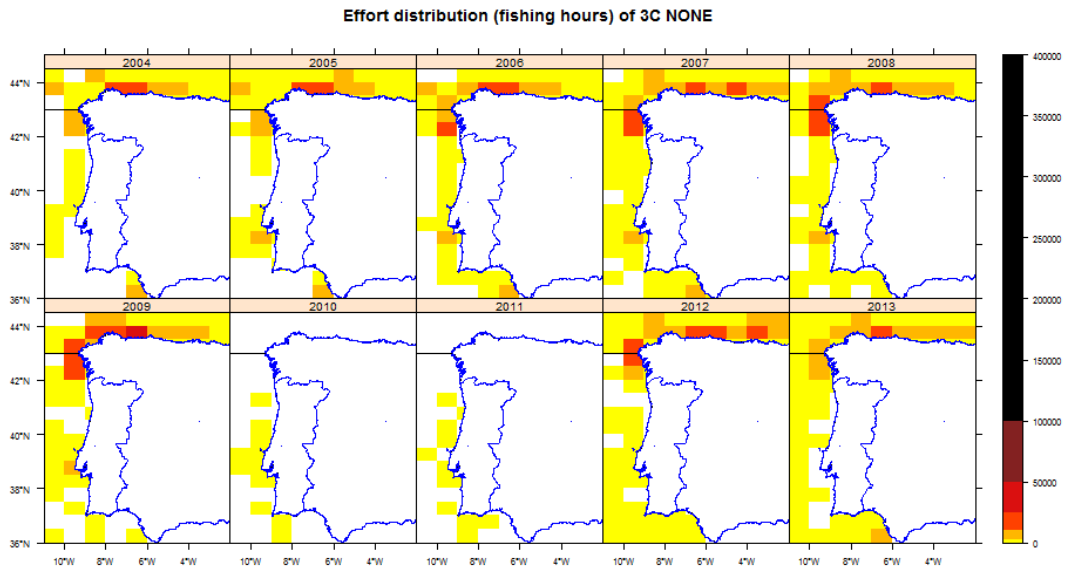 Effort distribution (fishing hours) of 3C NONE
2004 2005 2006 2007 2008
44°N
42°N
40°N
38°N
36°N
2009 2010 2011 2012 2013
44°N
42°N
40°N
38°N
36°N
10°W 8°W 6°W 4°W 10°W 8°W 6°W 4°W 10°W 8°W 6°W 4°W 10°W 8°W 6°W 4°W 10°W 8°W 6°W 4°W
400000
350000
300000
250000
200000
150000
100000
50000
0